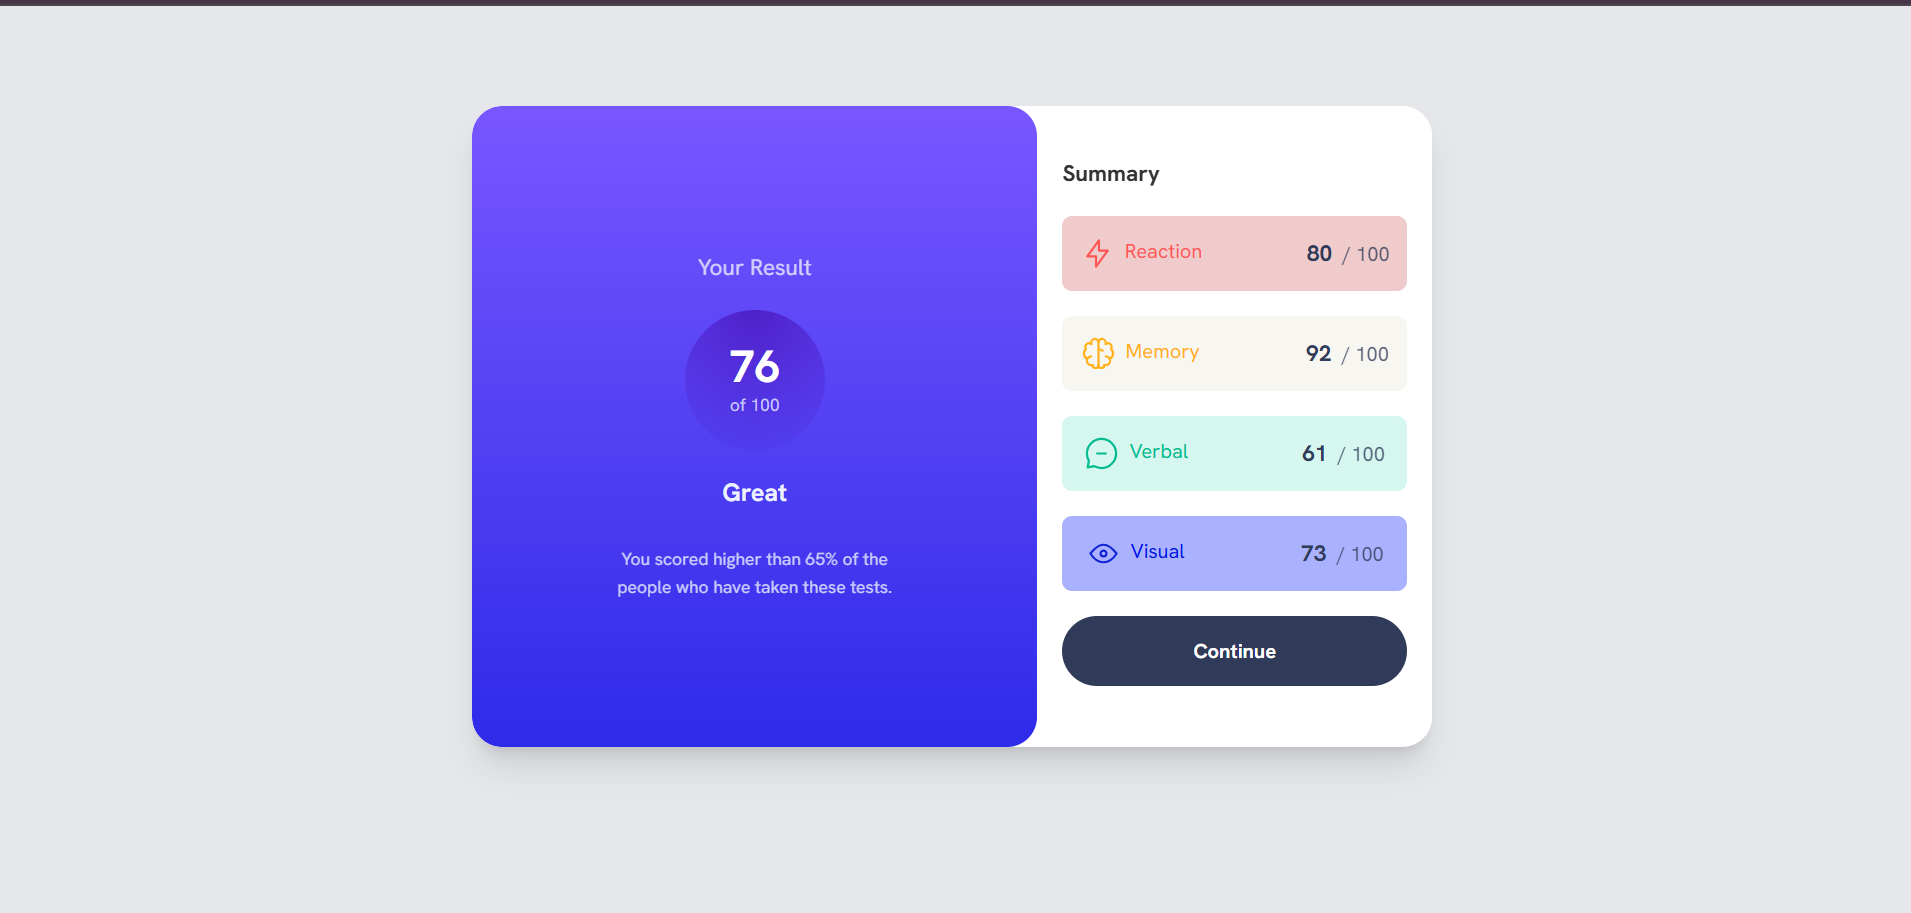 Your Result
76
of 100
Great
You scored higher than 65% of the
people who have taken these tests.
Summary
Reaction 80 / 100
Memory 92 / 100
Verbal 61 / 100
Visual 73 / 100
Continue